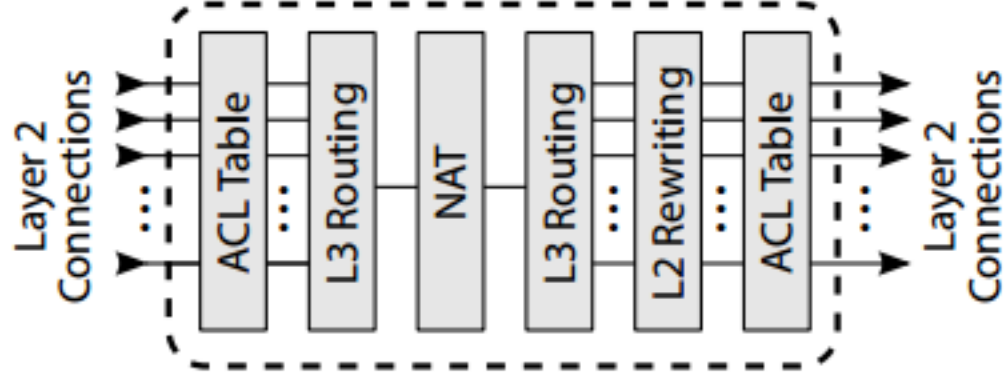 Layer 2
Connections
ACL Table
L3 Routing
NAT
L3 Routing
L2 Rewriting
ACL Table
Layer 2
Connections